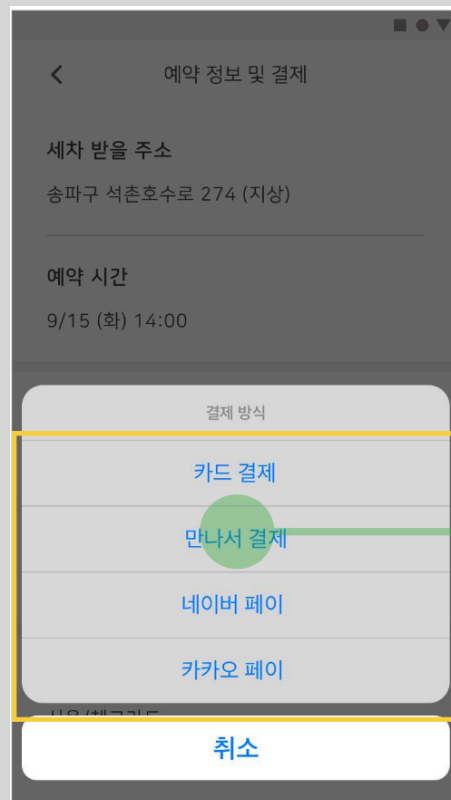 예약 정보 및 결제
세차 받을 주소
송파구 석촌호수로 274 (지상)
예약 시간
9/15 (화) 14:00
결제 방식
카드 결제
만나서 결제
네이버 페이
카카오 페이
취소